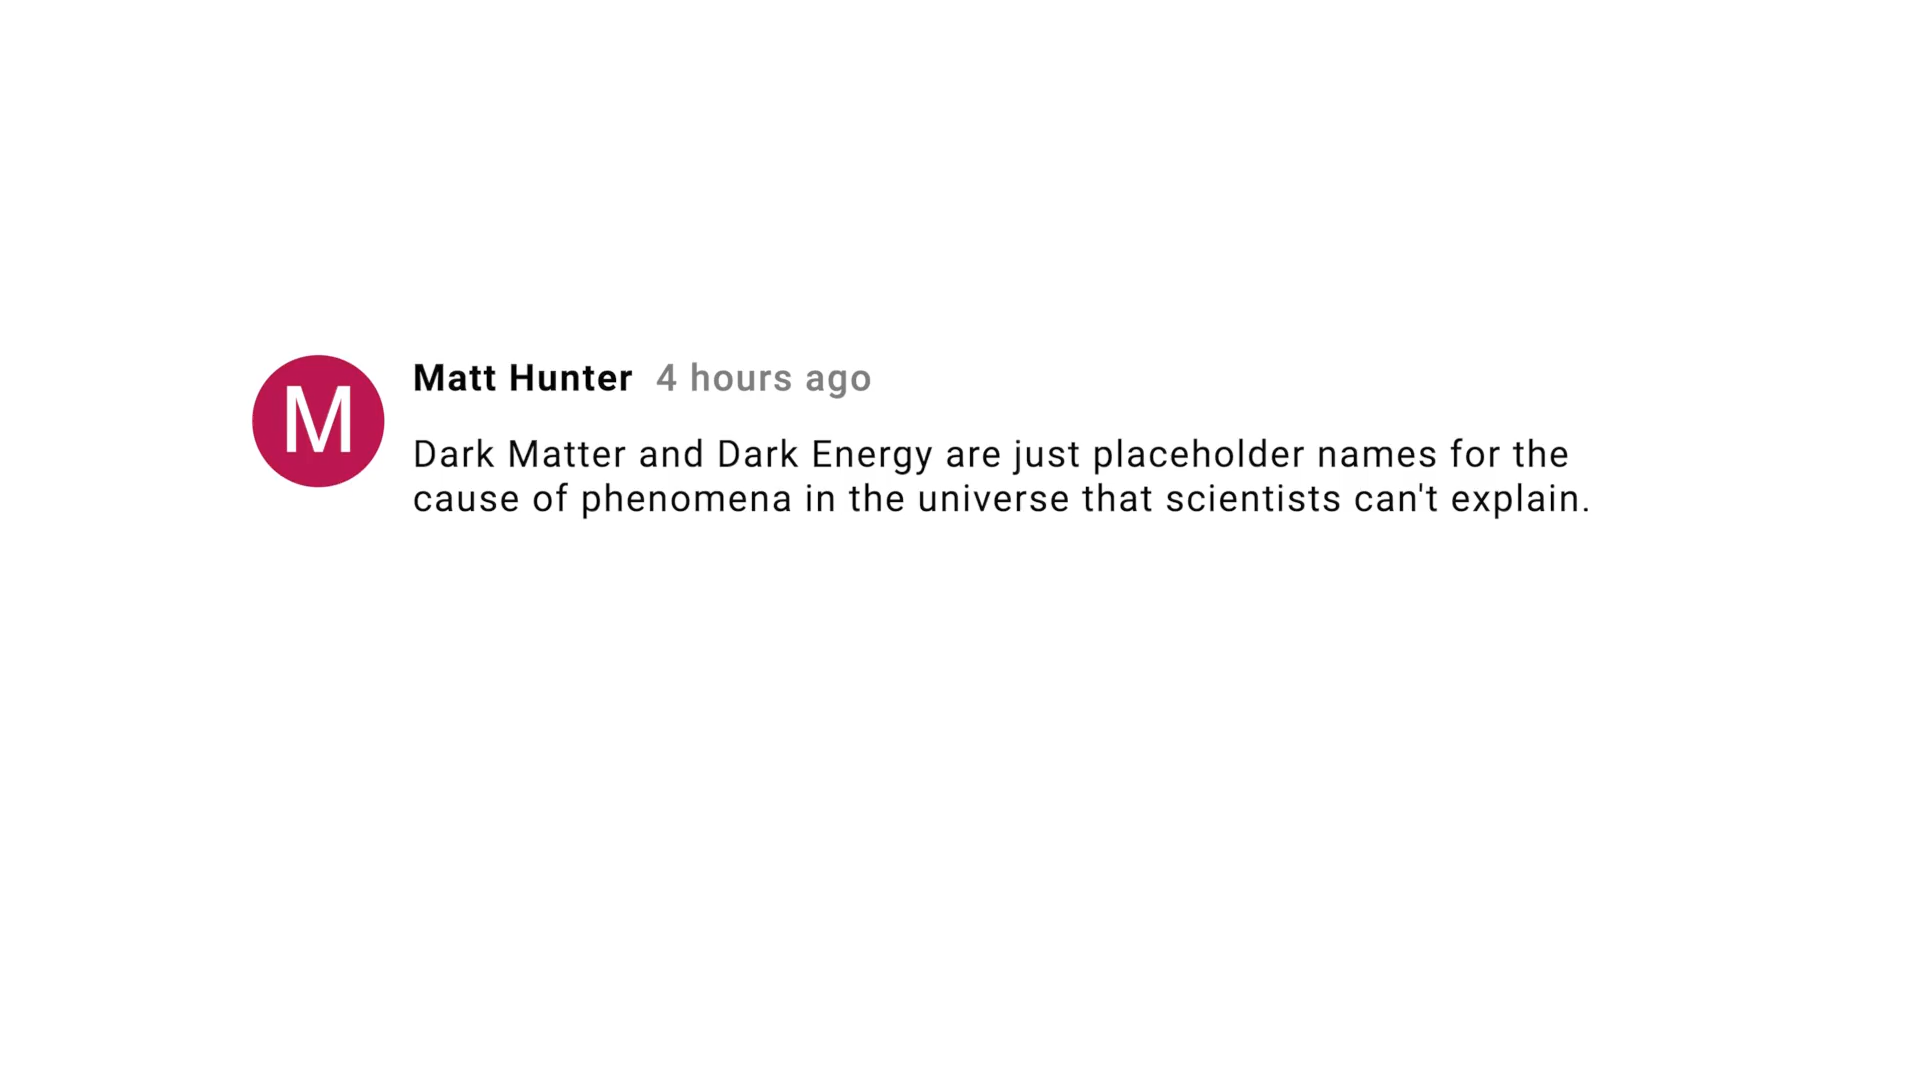 M
Matt Hunter 4 hours ago
Dark Matter and Dark Energy are just placeholder names for the
cause of phenomena in the universe that scientists can't explain.